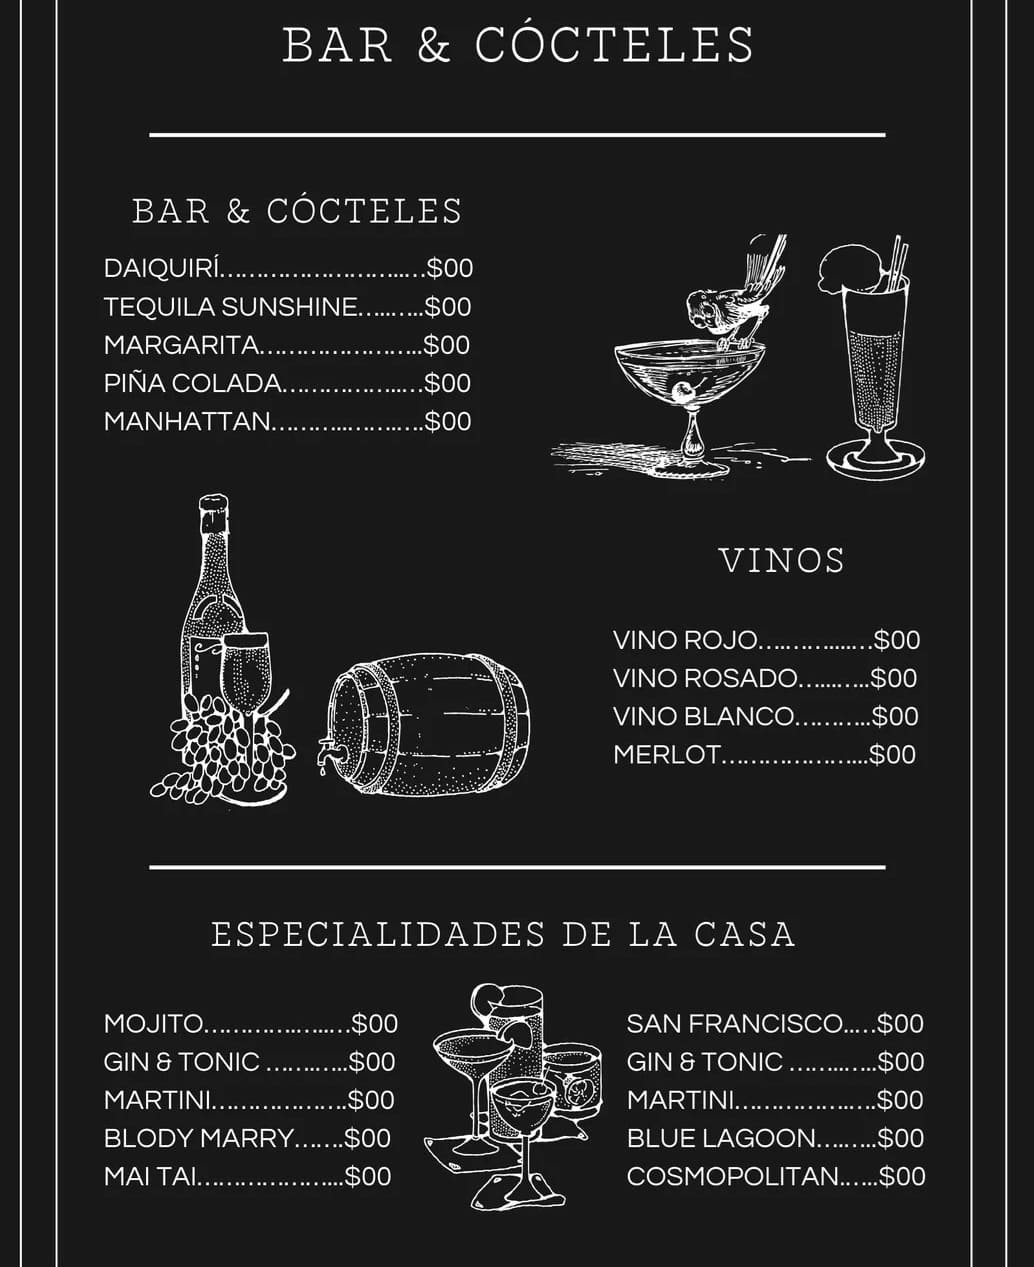 BAR & CÓCTELES
BAR & CÓCTELES
DAIQUIRÍ........................$00
TEQUILA SUNSHINE...........$00
MARGARITA.....................$00
PIÑA COLADA..................$00
MANHATTAN...................$00
VINOS
VINO ROJO................$00
VINO ROSADO...........$00
VINO BLANCO...........$00
MERLOT...................$00
ESPECIALIDADES DE LA CASA
MOJITO...................$00
GIN & TONIC ............$00
MARTINI..................$00
BLODY MARRY.......$00
MAI TAI...................$00
SAN FRANCISCO.....$00
GIN & TONIC ............$00
MARTINI..................$00
BLUE LAGOON.........$00
COSMOPOLITAN.......$00